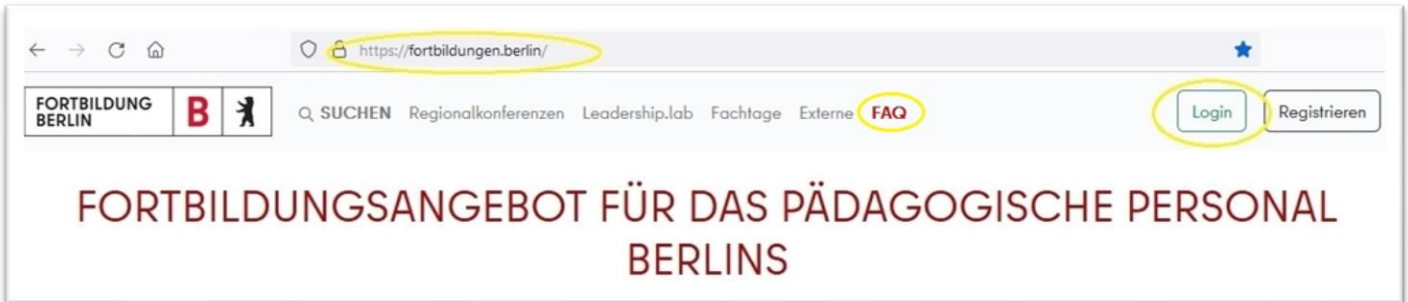 https://fortbildungen.berlin/
FORTBILDUNG
BERLIN
B
SUCHEN Regionalkonferenzen Leadership.lab Fachtage Externe FAQ Login Registrieren
FORTBILDUNGSANGEBOT FÜR DAS PÄDAGOGISCHE PERSONAL
BERLINS